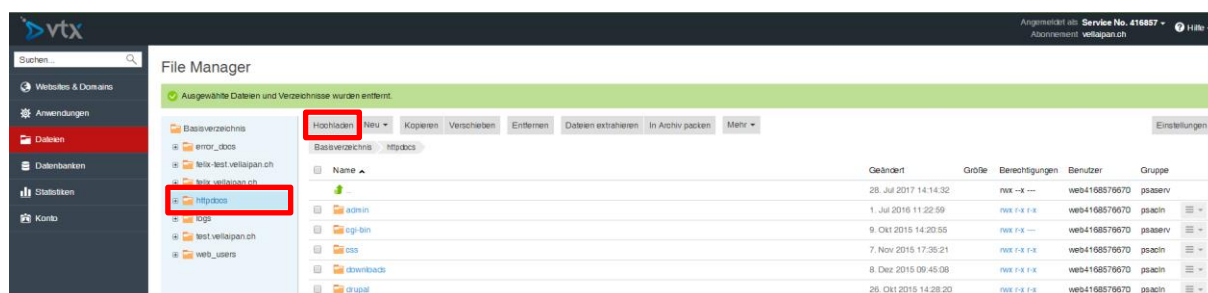 vtx
Angemeldet als Service No. 416857
Abonnement vellaipan.ch
Hilfe
Suchen...
Websites & Domains
Anwendungen
Dateien
Datenbanken
Statistiken
Konto
File Manager
Ausgewählte Dateien und Verzeichnisse wurden entfernt.
Basisverzeichnis
error_docs
felix-test.vellaipan.ch
felix.vellaipan.ch
httpdocs
logs
test.vellaipan.ch
web_users
Hochladen Neu Kopieren Verschieben Entfernen Dateien extrahieren In Archiv packen Mehr Einstellungen
Basisverzeichnis httpdocs
Name Geändert Größe Berechtigungen Benutzer Gruppe
.. 28. Jul 2017 14:14:32 rwx --x --- web4168576670 psaserv
admin 1. Jul 2016 11:22:59 rwx r-x r-x web4168576670 psacln
cgi-bin 9. Okt 2015 14:20:55 rwx r-x --- web4168576670 psaserv
css 7. Nov 2015 17:35:21 rwx r-x r-x web4168576670 psacln
downloads 8. Dez 2015 09:45:08 rwx r-x r-x web4168576670 psacln
drupal 26. Okt 2015 14:28:20 rwx r-x r-x web4168576670 psacln